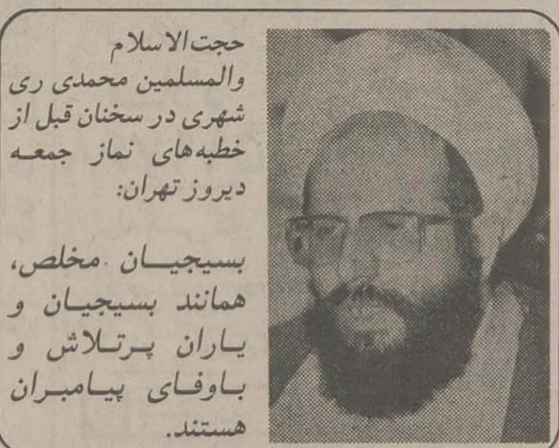 حجت‌الاسلام
والمسلمین محمدی ری
شهری در سخنان قبل از
خطبه‌های نماز جمعه
دیروز تهران:
بسیجیان مخلص،
همانند بسیجیان و
یاران پرتلاش و
باوفای پیامبران
هستند.